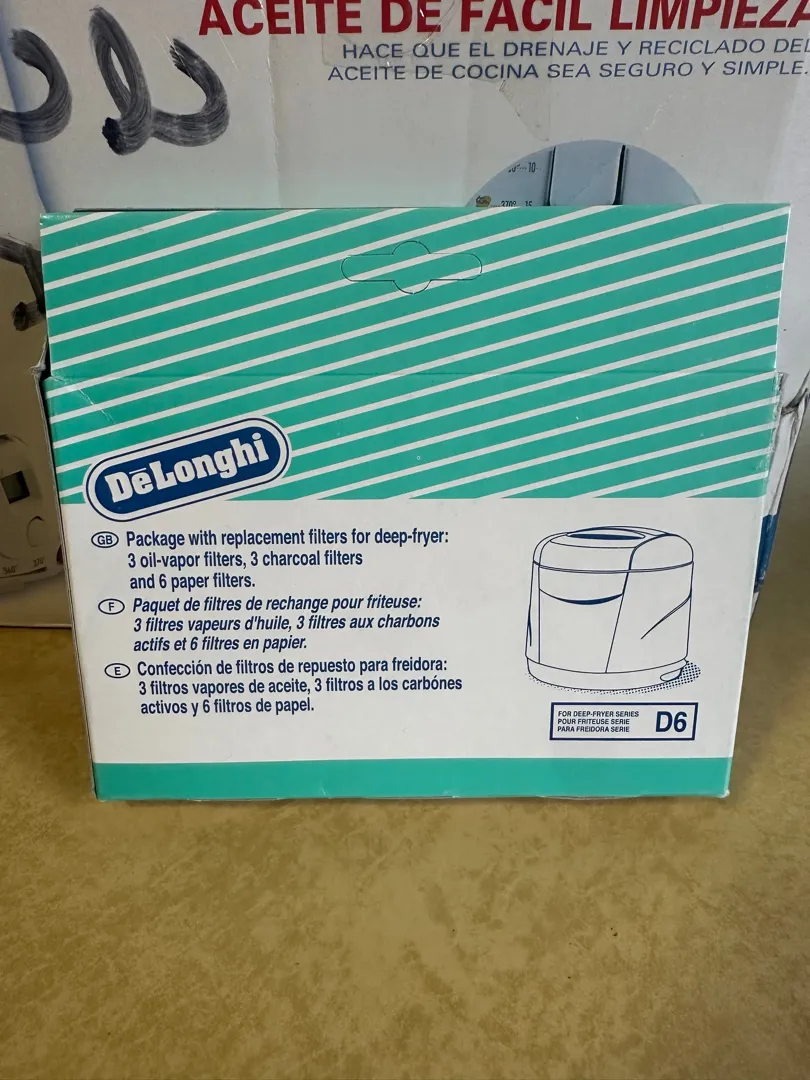 ACEITE DE FÁCIL LIMPIEZA
HACE QUE EL DRENAJE Y RECICLADO DEL
ACEITE DE COCINA SEA SEGURO Y SIMPLE.
10
370° 15
DeLonghi
GB Package with replacement filters for deep-fryer:
3 oil-vapor filters, 3 charcoal filters
and 6 paper filters.
F Paquet de filtres de rechange pour friteuse:
3 filtres vapeurs d'huile, 3 filtres aux charbons
actifs et 6 filtres en papier.
E Confección de filtros de repuesto para freidora:
3 filtros vapores de aceite, 3 filtros a los carbónes
activos y 6 filtros de papel.
FOR DEEP-FRYER SERIES
POUR FRITEUSE SERIE
PARA FREIDORA SERIE
D6